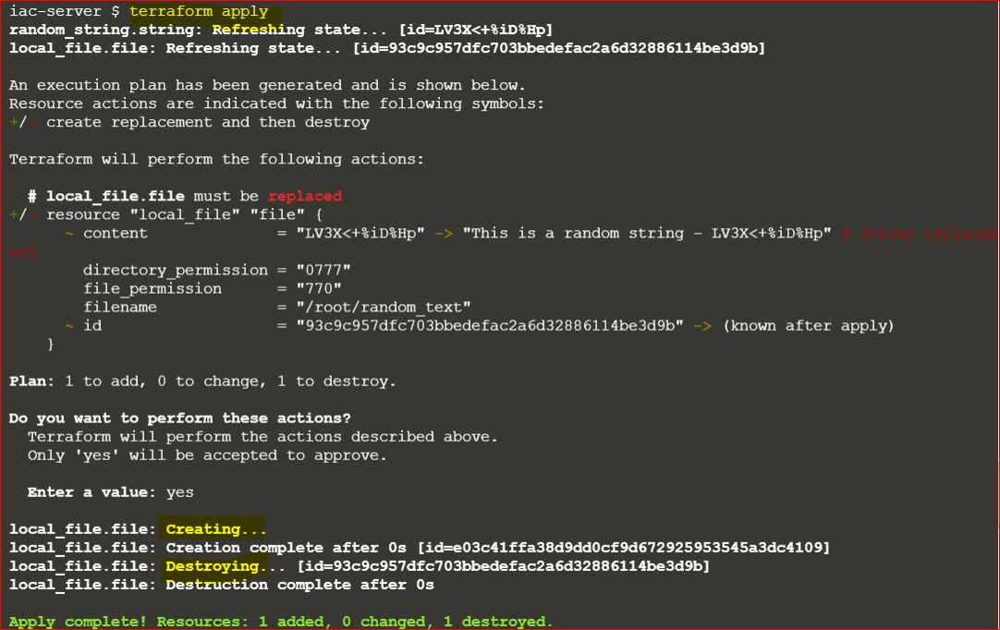 iac-server $ terraform apply
random_string.string: Refreshing state... [id=LV3X<+%iD%Hp]
local_file.file: Refreshing state... [id=93c9c957dfc703bbedefac2a6d32886114be3d9b]
An execution plan has been generated and is shown below.
Resource actions are indicated with the following symbols:
+/- create replacement and then destroy
Terraform will perform the following actions:
# local_file.file must be replaced
+/- resource "local_file" "file" {
~ content = "LV3X<+%iD%Hp" -> "This is a random string - LV3X<+%iD%Hp" # forces replacem
ent
directory_permission = "0777"
file_permission = "770"
filename = "/root/random_text"
~ id = "93c9c957dfc703bbedefac2a6d32886114be3d9b" -> (known after apply)
}
Plan: 1 to add, 0 to change, 1 to destroy.
Do you want to perform these actions?
Terraform will perform the actions described above.
Only 'yes' will be accepted to approve.
Enter a value: yes
local_file.file: Creating...
local_file.file: Creation complete after 0s [id=e03c41ffa38d9dd0cf9d672925953545a3dc4109]
local_file.file: Destroying... [id=93c9c957dfc703bbedefac2a6d32886114be3d9b]
local_file.file: Destruction complete after 0s
Apply complete! Resources: 1 added, 0 changed, 1 destroyed.